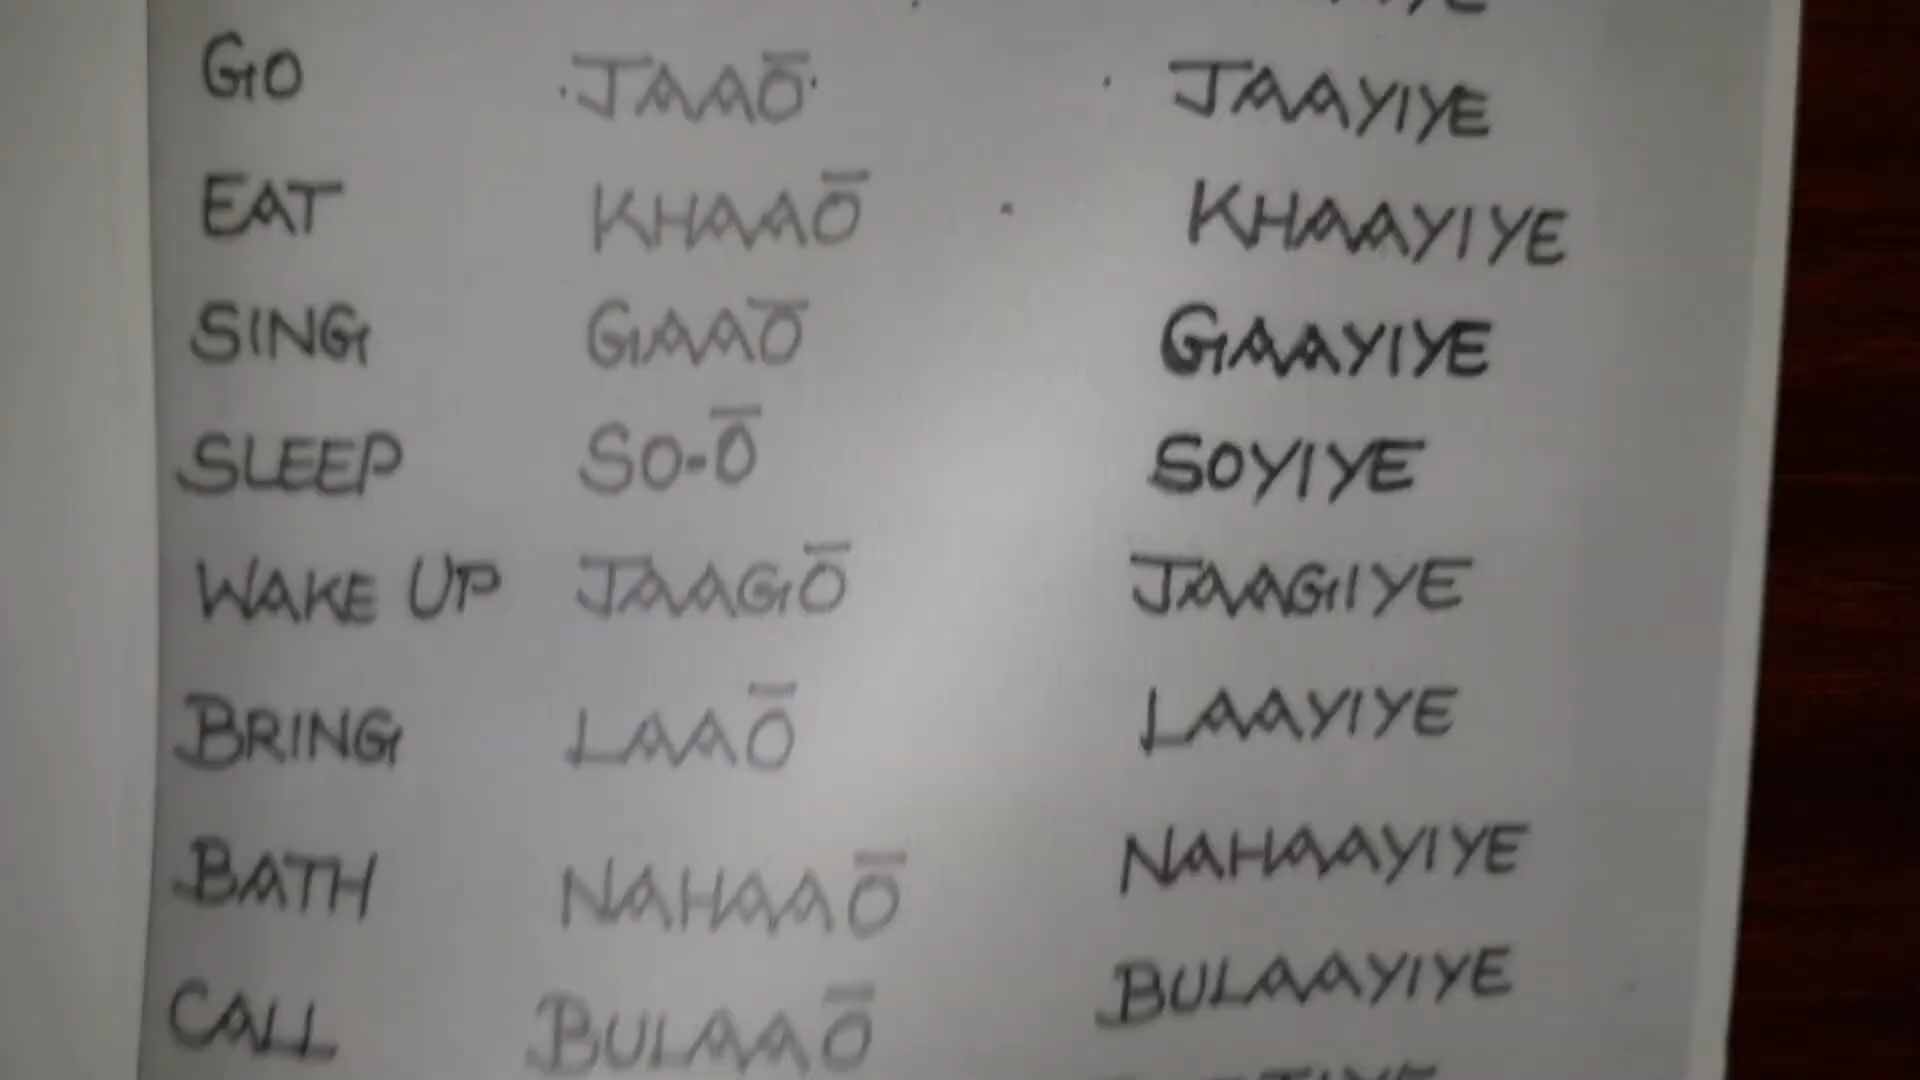 GO JAAŌ JAAYIYE
EAT KHAAŌ KHAAYIYE
SING GAAŌ GAAYIYE
SLEEP SO-Ō SOYIYE
WAKE UP JAAGŌ JAAGIYE
BRING LAAŌ LAAYIYE
BATH NAHAAŌ NAHAAYIYE
CALL BULAAŌ BULAAYIYE